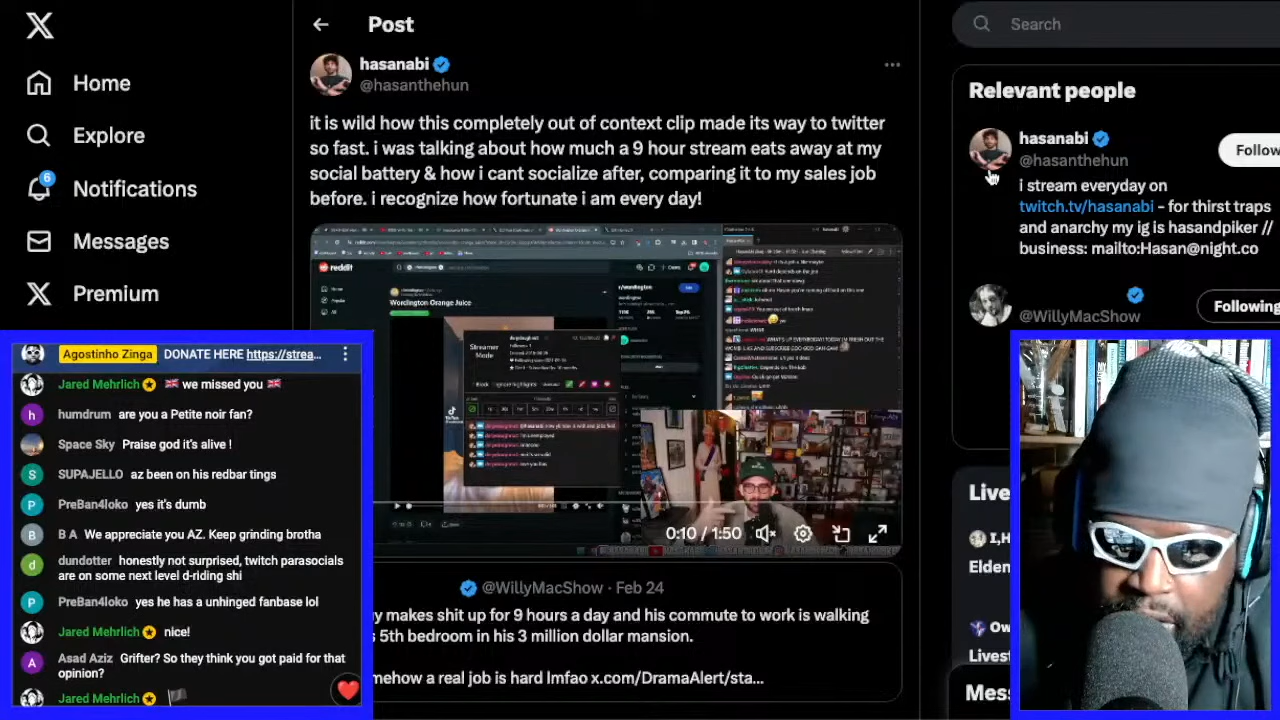 Home
Explore
6
Notifications
Messages
Premium
Post
hasanabi
@hasanthehun
it is wild how this completely out of context clip made its way to twitter
so fast. i was talking about how much a 9 hour stream eats away at my
social battery & how i cant socialize after, comparing it to my sales job
before. i recognize how fortunate i am every day!
reddit
Worclington Orange Juice
Streamer
Mode
0:10 / 1:50
@WillyMacShow · Feb 24
y makes shit up for 9 hours a day and his commute to work is walking
s 5th bedroom in his 3 million dollar mansion.
mehow a real job is hard lmfao x.com/DramaAlert/sta...
Search
Relevant people
hasanabi
@hasanthehun
Follow
i stream everyday on
twitch.tv/hasanabi - for thirst traps
and anarchy my ig is hasandpiker //
business: mailto:Hasan@night.co
@WillyMacShow
Following
Live
I,H
Elden
Ow
Livest
Mess
Agostinho Zinga DONATE HERE https://strea...
Jared Mehrlich 🇬🇧 we missed you 🇬🇧
humdrum are you a Petite noir fan?
Space Sky Praise god it's alive !
SUPAJELLO az been on his redbar tings
PreBan4loko yes it's dumb
B A We appreciate you AZ. Keep grinding brotha
dundotter honestly not surprised, twitch parasocials
are on some next level d-riding shi
PreBan4loko yes he has a unhinged fanbase lol
Jared Mehrlich nice!
Asad Aziz Grifter? So they think you got paid for that
opinion?
Jared Mehrlich 🏴